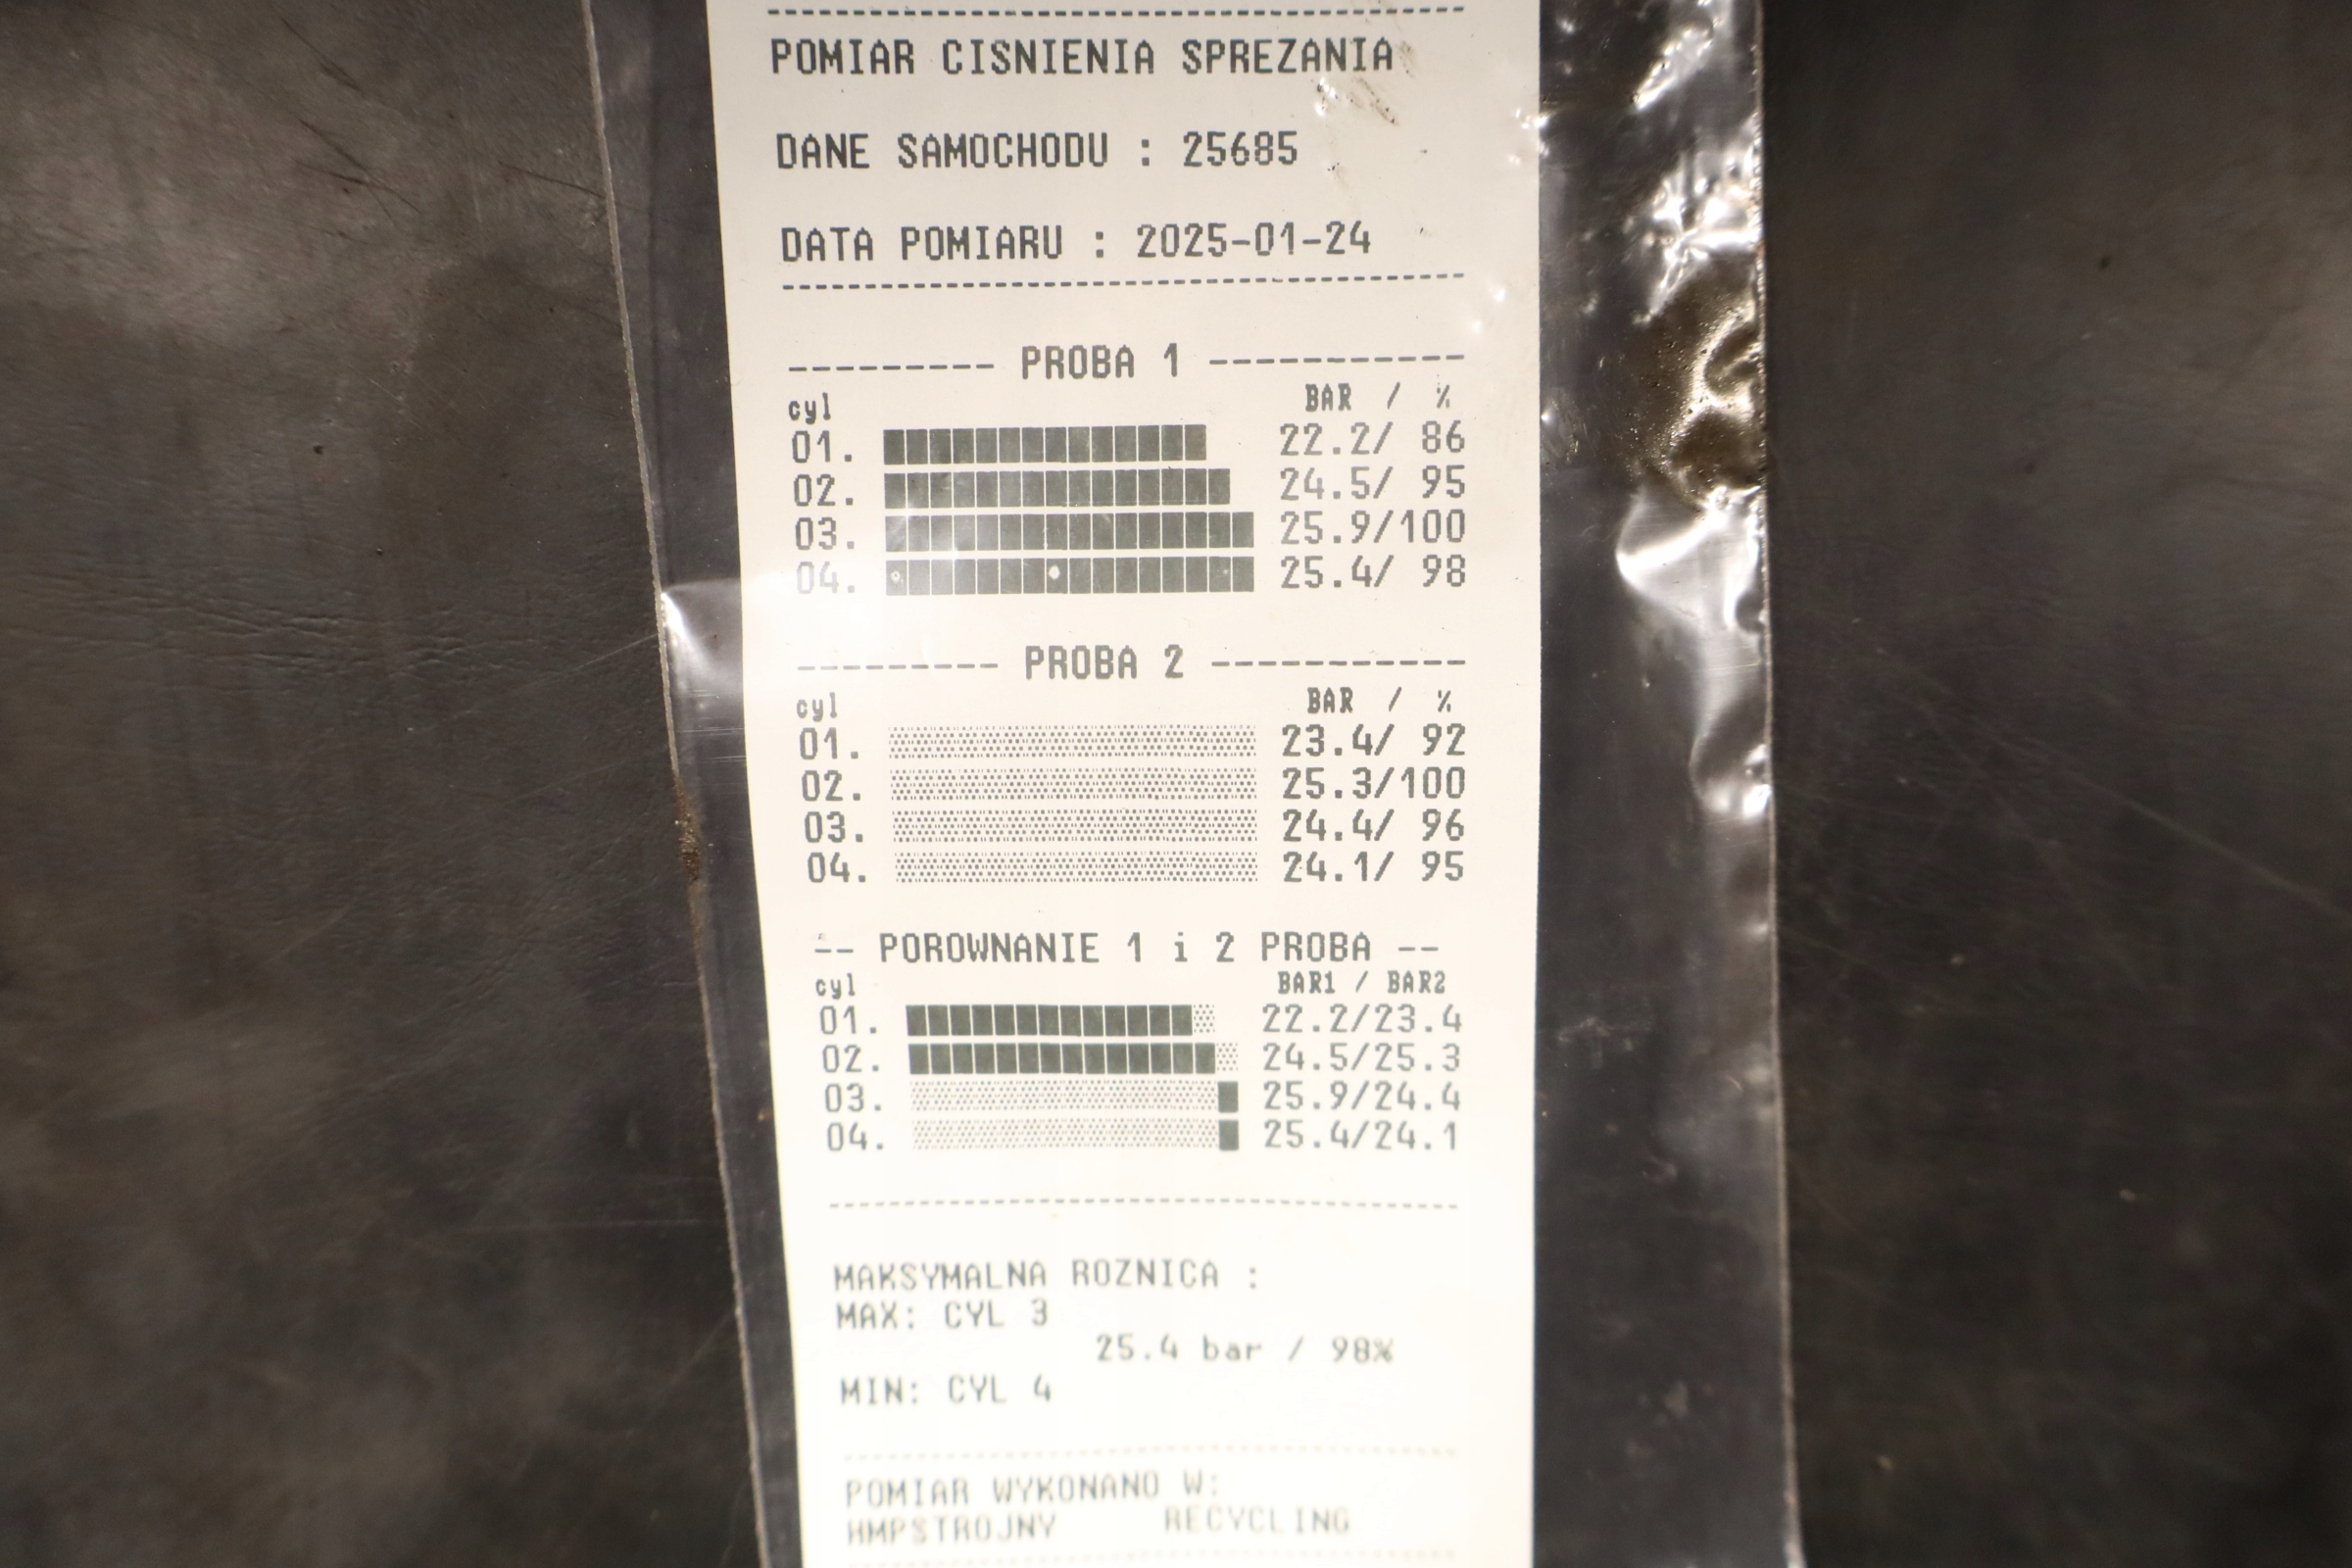 POMIAR CISNIENIA SPREZANIA
DANE SAMOCHODU : 25685
DATA POMIARU : 2025-01-24
--------- PROBA 1 -----------
cyl BAR / %
01. 22.2/ 86
02. 24.5/ 95
03. 25.9/100
04. 25.4/ 98
--------- PROBA 2 -----------
cyl BAR / %
01. 23.4/ 92
02. 25.3/100
03. 24.4/ 96
04. 24.1/ 95
-- POROWNANIE 1 i 2 PROBA --
cyl BAR1 / BAR2
01. 22.2/23.4
02. 24.5/25.3
03. 25.9/24.4
04. 25.4/24.1
MAKSYMALNA ROZNICA :
MAX: CYL 3
25.4 bar / 98%
MIN: CYL 4
POMIAR WYKONANO W:
HMPSTROJNY RECYCLING